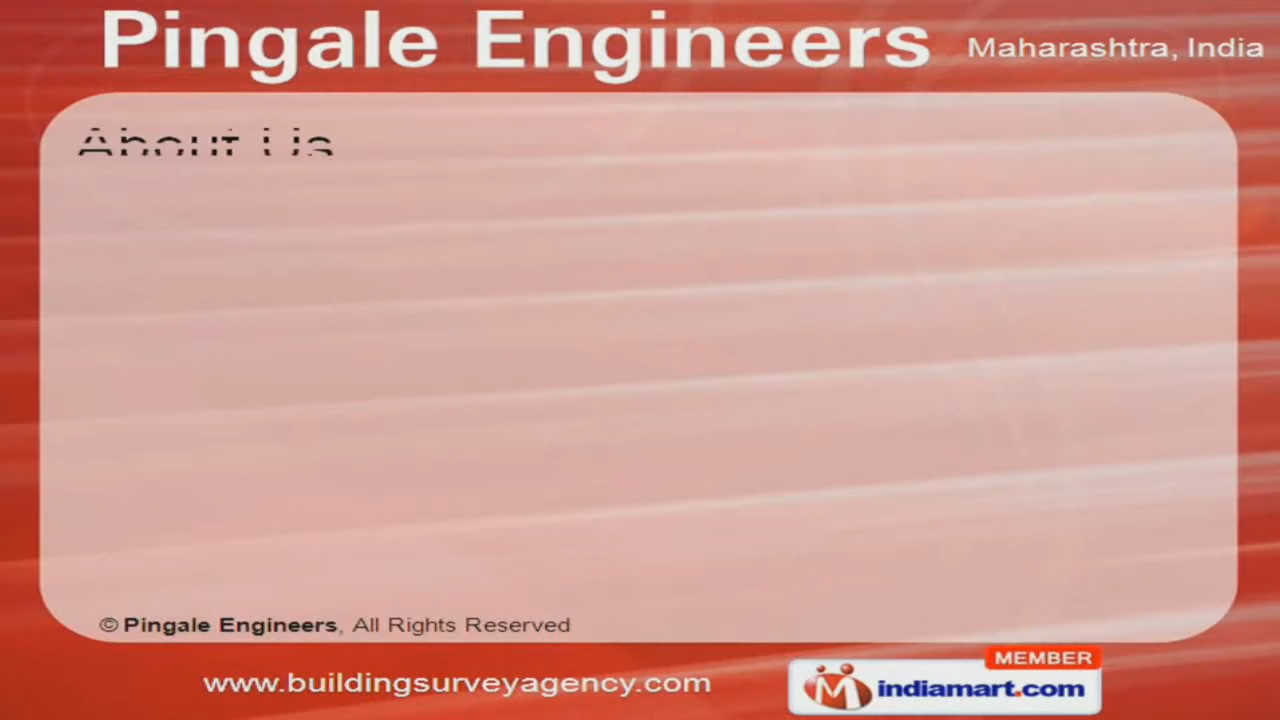 Pingale Engineers
Maharashtra, India
About Us
© Pingale Engineers, All Rights Reserved
www.buildingsurveyagency.com
MEMBER
indiamart.com